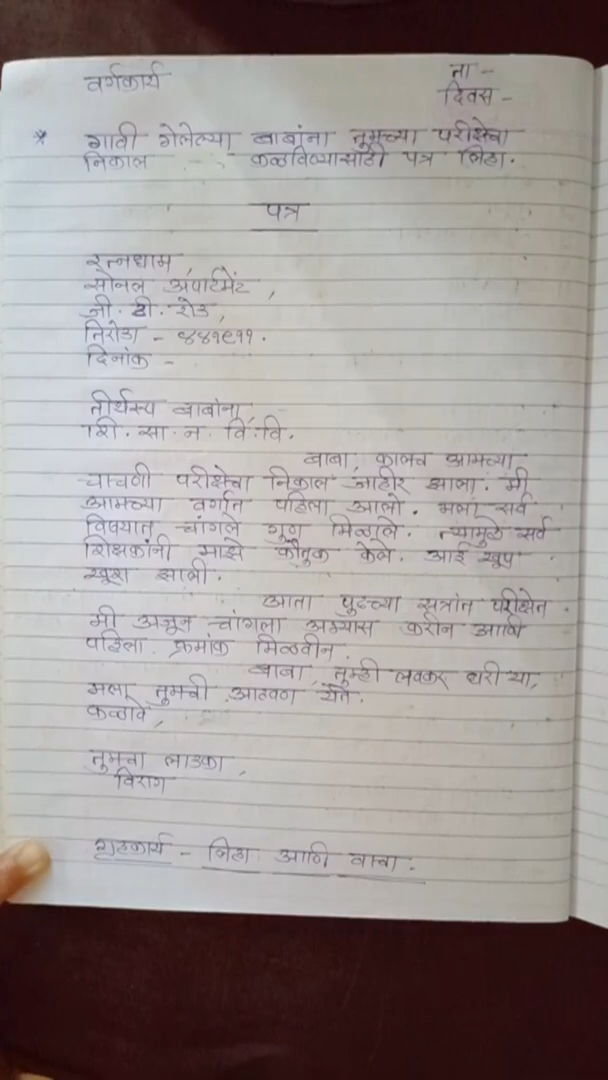 वर्गकार्य
ता -
दिवस -
* गावी गेलेल्या बाबांना तुमच्या परीक्षेचा
निकाल कळविण्यासाठी पत्र लिहा.
पत्र
रत्नधाम,
सोनल अपार्टमेंट,
जी. टी. रोड,
तिरोडा - ४४१९११.
दिनांक -
तीर्थस्व बाबांना,
शि. सा. न. वि. वि.
बाबा, कालच आमच्या
चाचणी परीक्षेचा निकाल जाहीर झाला. मी
आमच्या वर्गात पहिला आलो. मला सर्व
विषयात चांगले गुण मिळाले. त्यामुळे सर्व
शिक्षकांनी माझे कौतुक केले. आई खुप
खुश झाली.
आता पुढच्या सत्रांत परीक्षेत
मी अजून चांगला अभ्यास करीन आणि
पहिला क्रमांक मिळवीन.
बाबा, तुम्ही लवकर घरी या,
मला तुमची आठवण येते.
कळावे,
तुमचा लाडका,
विराग
गृहकार्य - लिहा आणि वाचा.